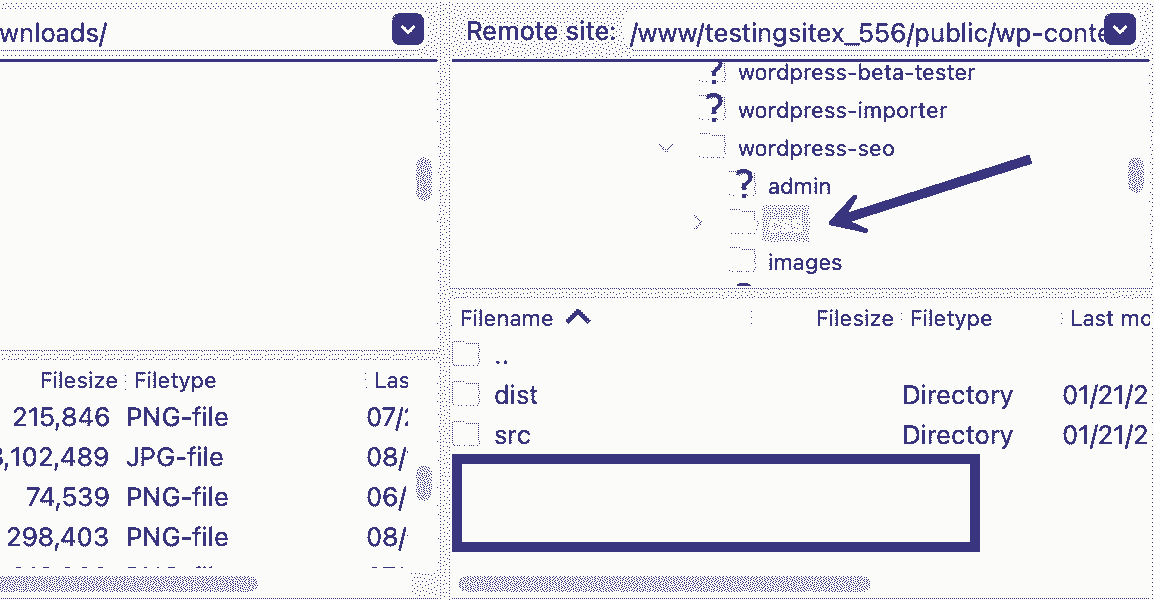 wnloads/
Filesize Filetype Las
215,846 PNG-file 07/2
3,102,489 JPG-file 08/
74,539 PNG-file 06/
298,403 PNG-file 08/
Remote site: /www/testingsitex_556/public/wp-conte
wordpress-beta-tester
wordpress-importer
wordpress-seo
admin
images
Filename Filesize Filetype Last mo
..
dist Directory 01/21/2
src Directory 01/21/2